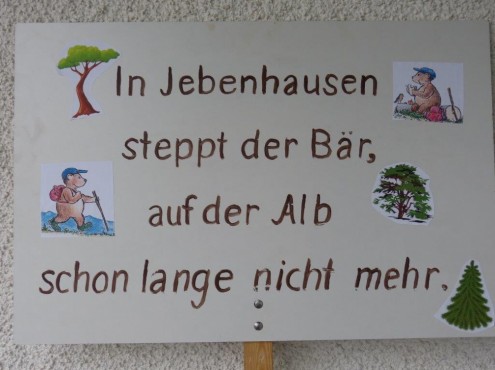 In Jebenhausen
steppt der Bär,
auf der Alb
schon lange nicht mehr.